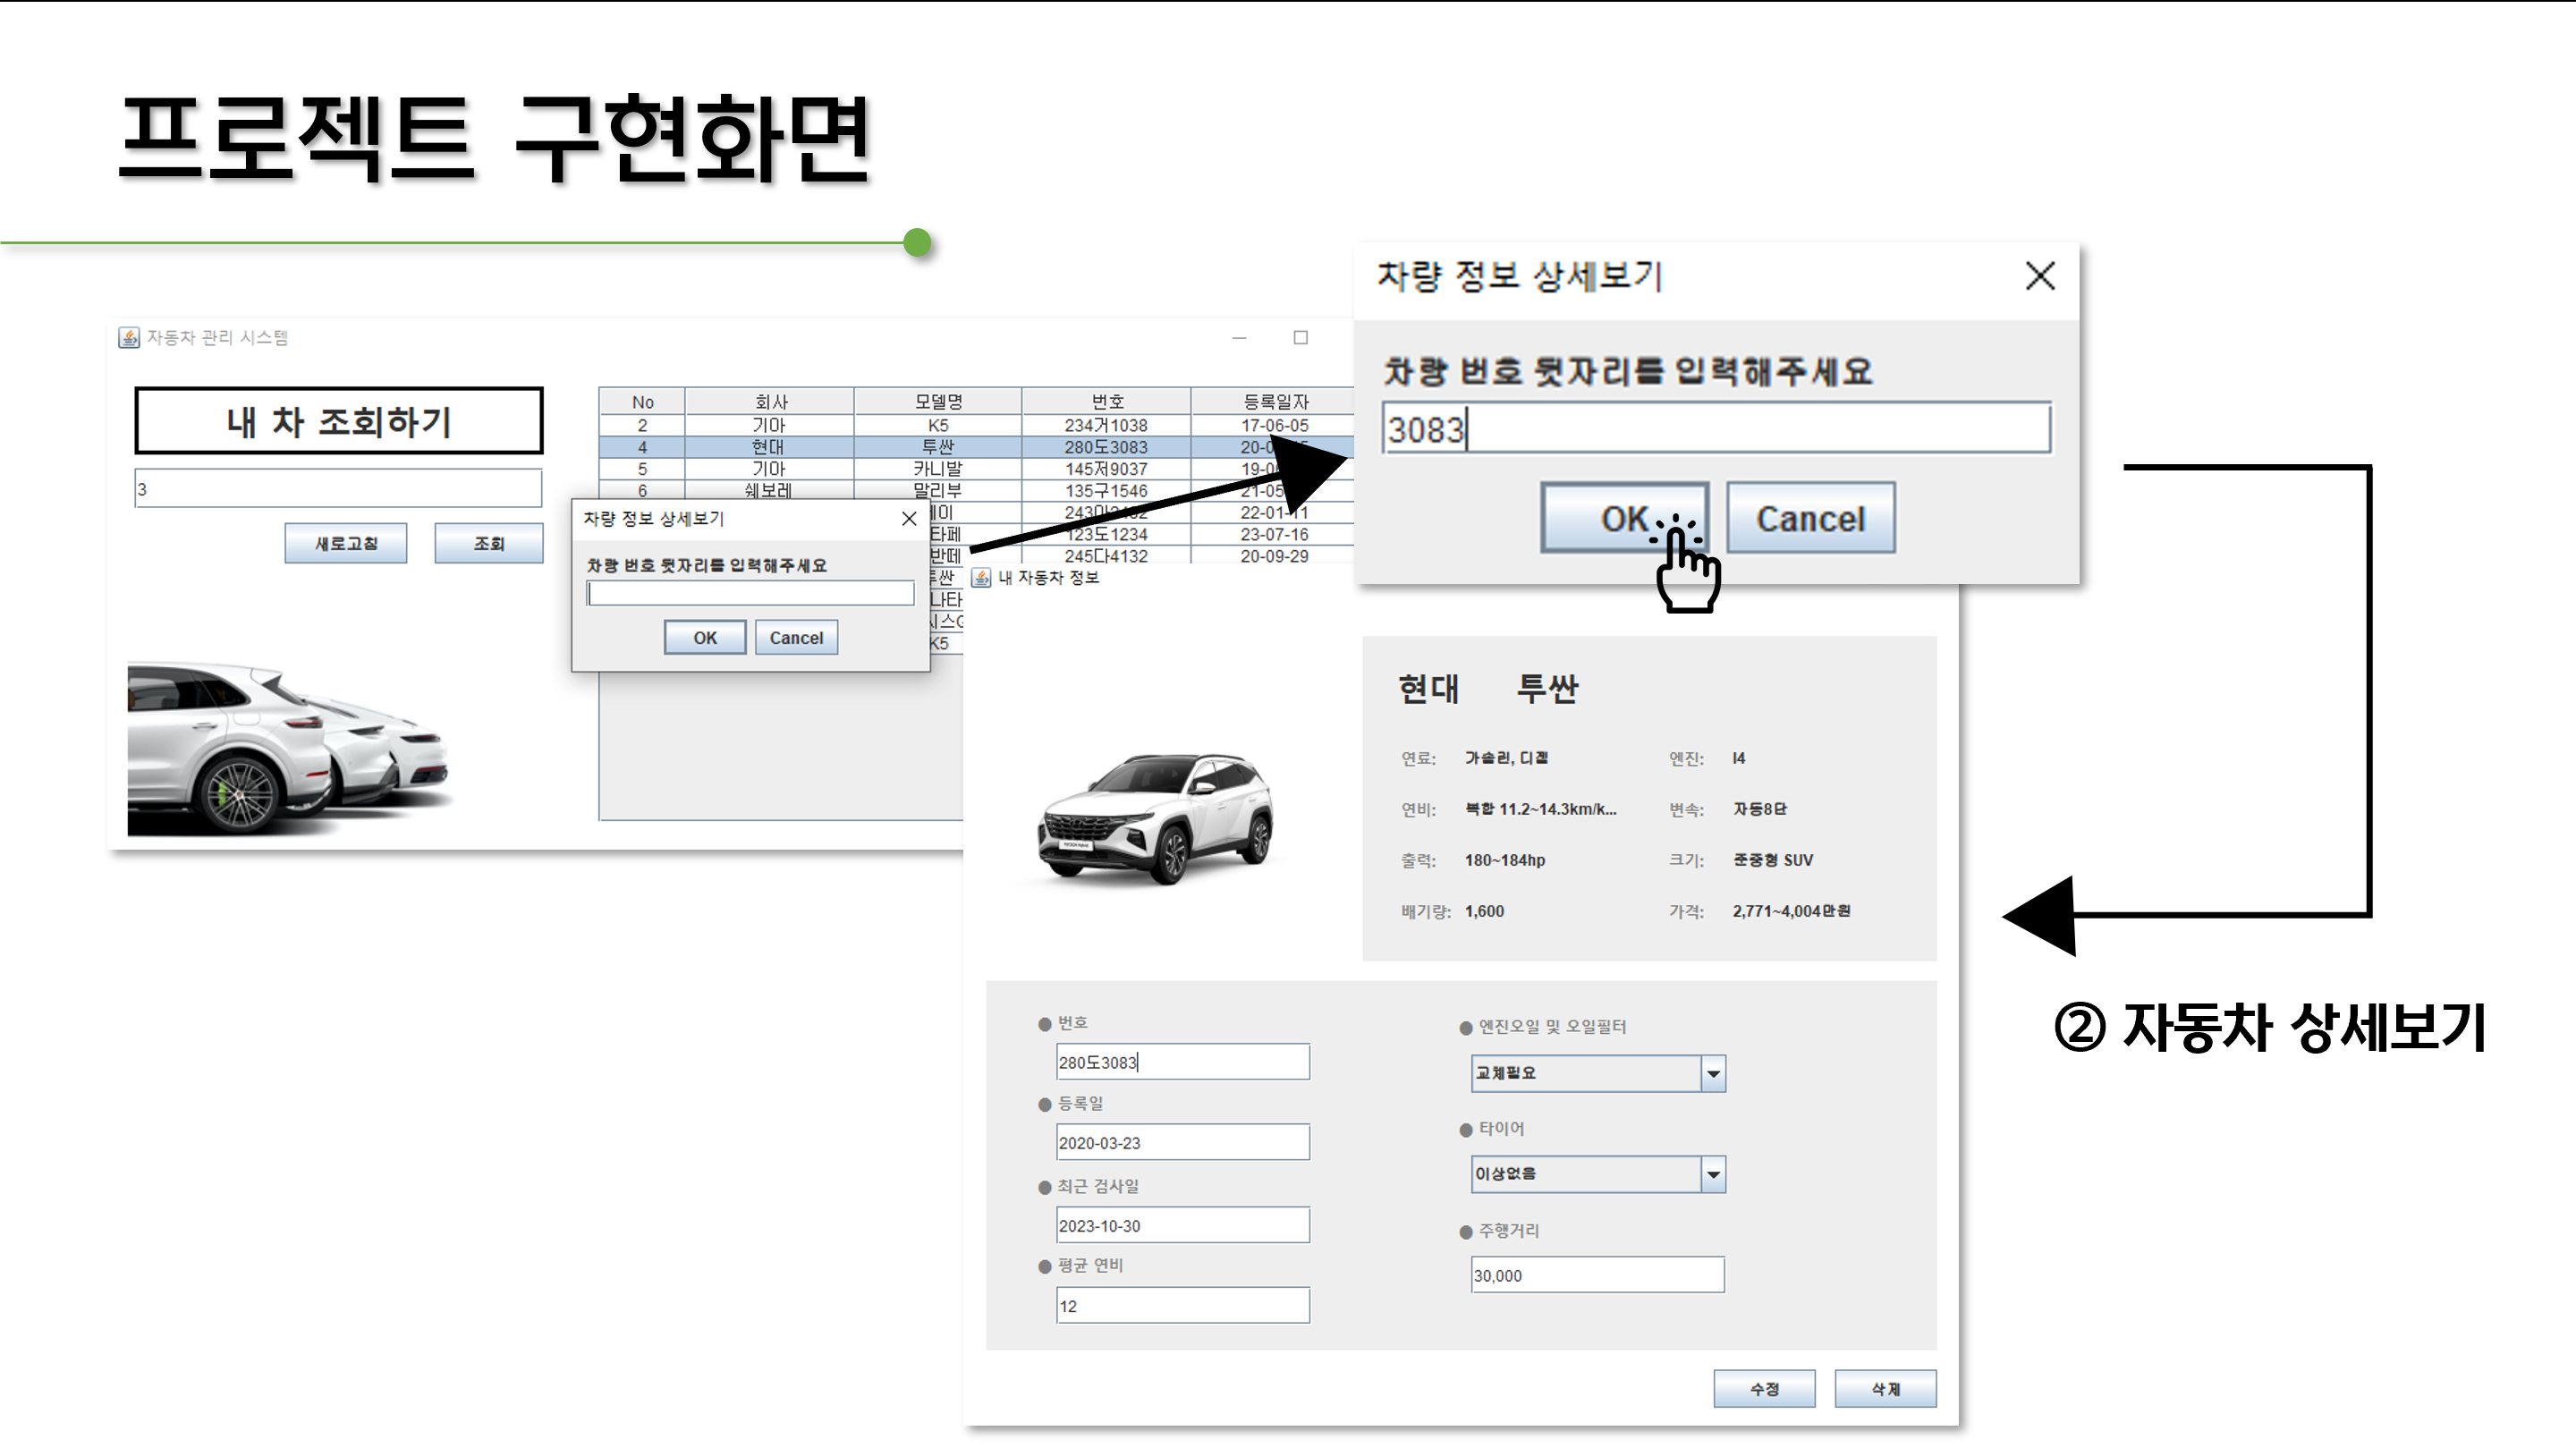 프로젝트 구현화면
자동차 관리 시스템
내 차 조회하기
3
새로고침
조회
No 회사 모델명 번호 등록일자
2 기아 K5 234거1038 17-06-05
4 현대 투싼 280도3083
5 기아 카니발 145저9037
6 쉐보레 말리부 135구1546
22-01-11
123도1234 23-07-16
245다4132 20-09-29
K5
차량 정보 상세보기
차량 번호 뒷자리를 입력해주세요
OK Cancel
차량 정보 상세보기
차량 번호 뒷자리를 입력해주세요
3083
OK Cancel
내 자동차 정보
현대 투싼
연료: 가솔린, 디젤 엔진: I4
연비: 복합 11.2~14.3km/k... 변속: 자동8단
출력: 180~184hp 크기: 준중형 SUV
배기량: 1,600 가격: 2,771~4,004만원
● 번호
280도3083
● 등록일
2020-03-23
● 최근 검사일
2023-10-30
● 평균 연비
12
● 엔진오일 및 오일필터
교체필요
● 타이어
이상없음
● 주행거리
30,000
수정 삭제
② 자동차 상세보기